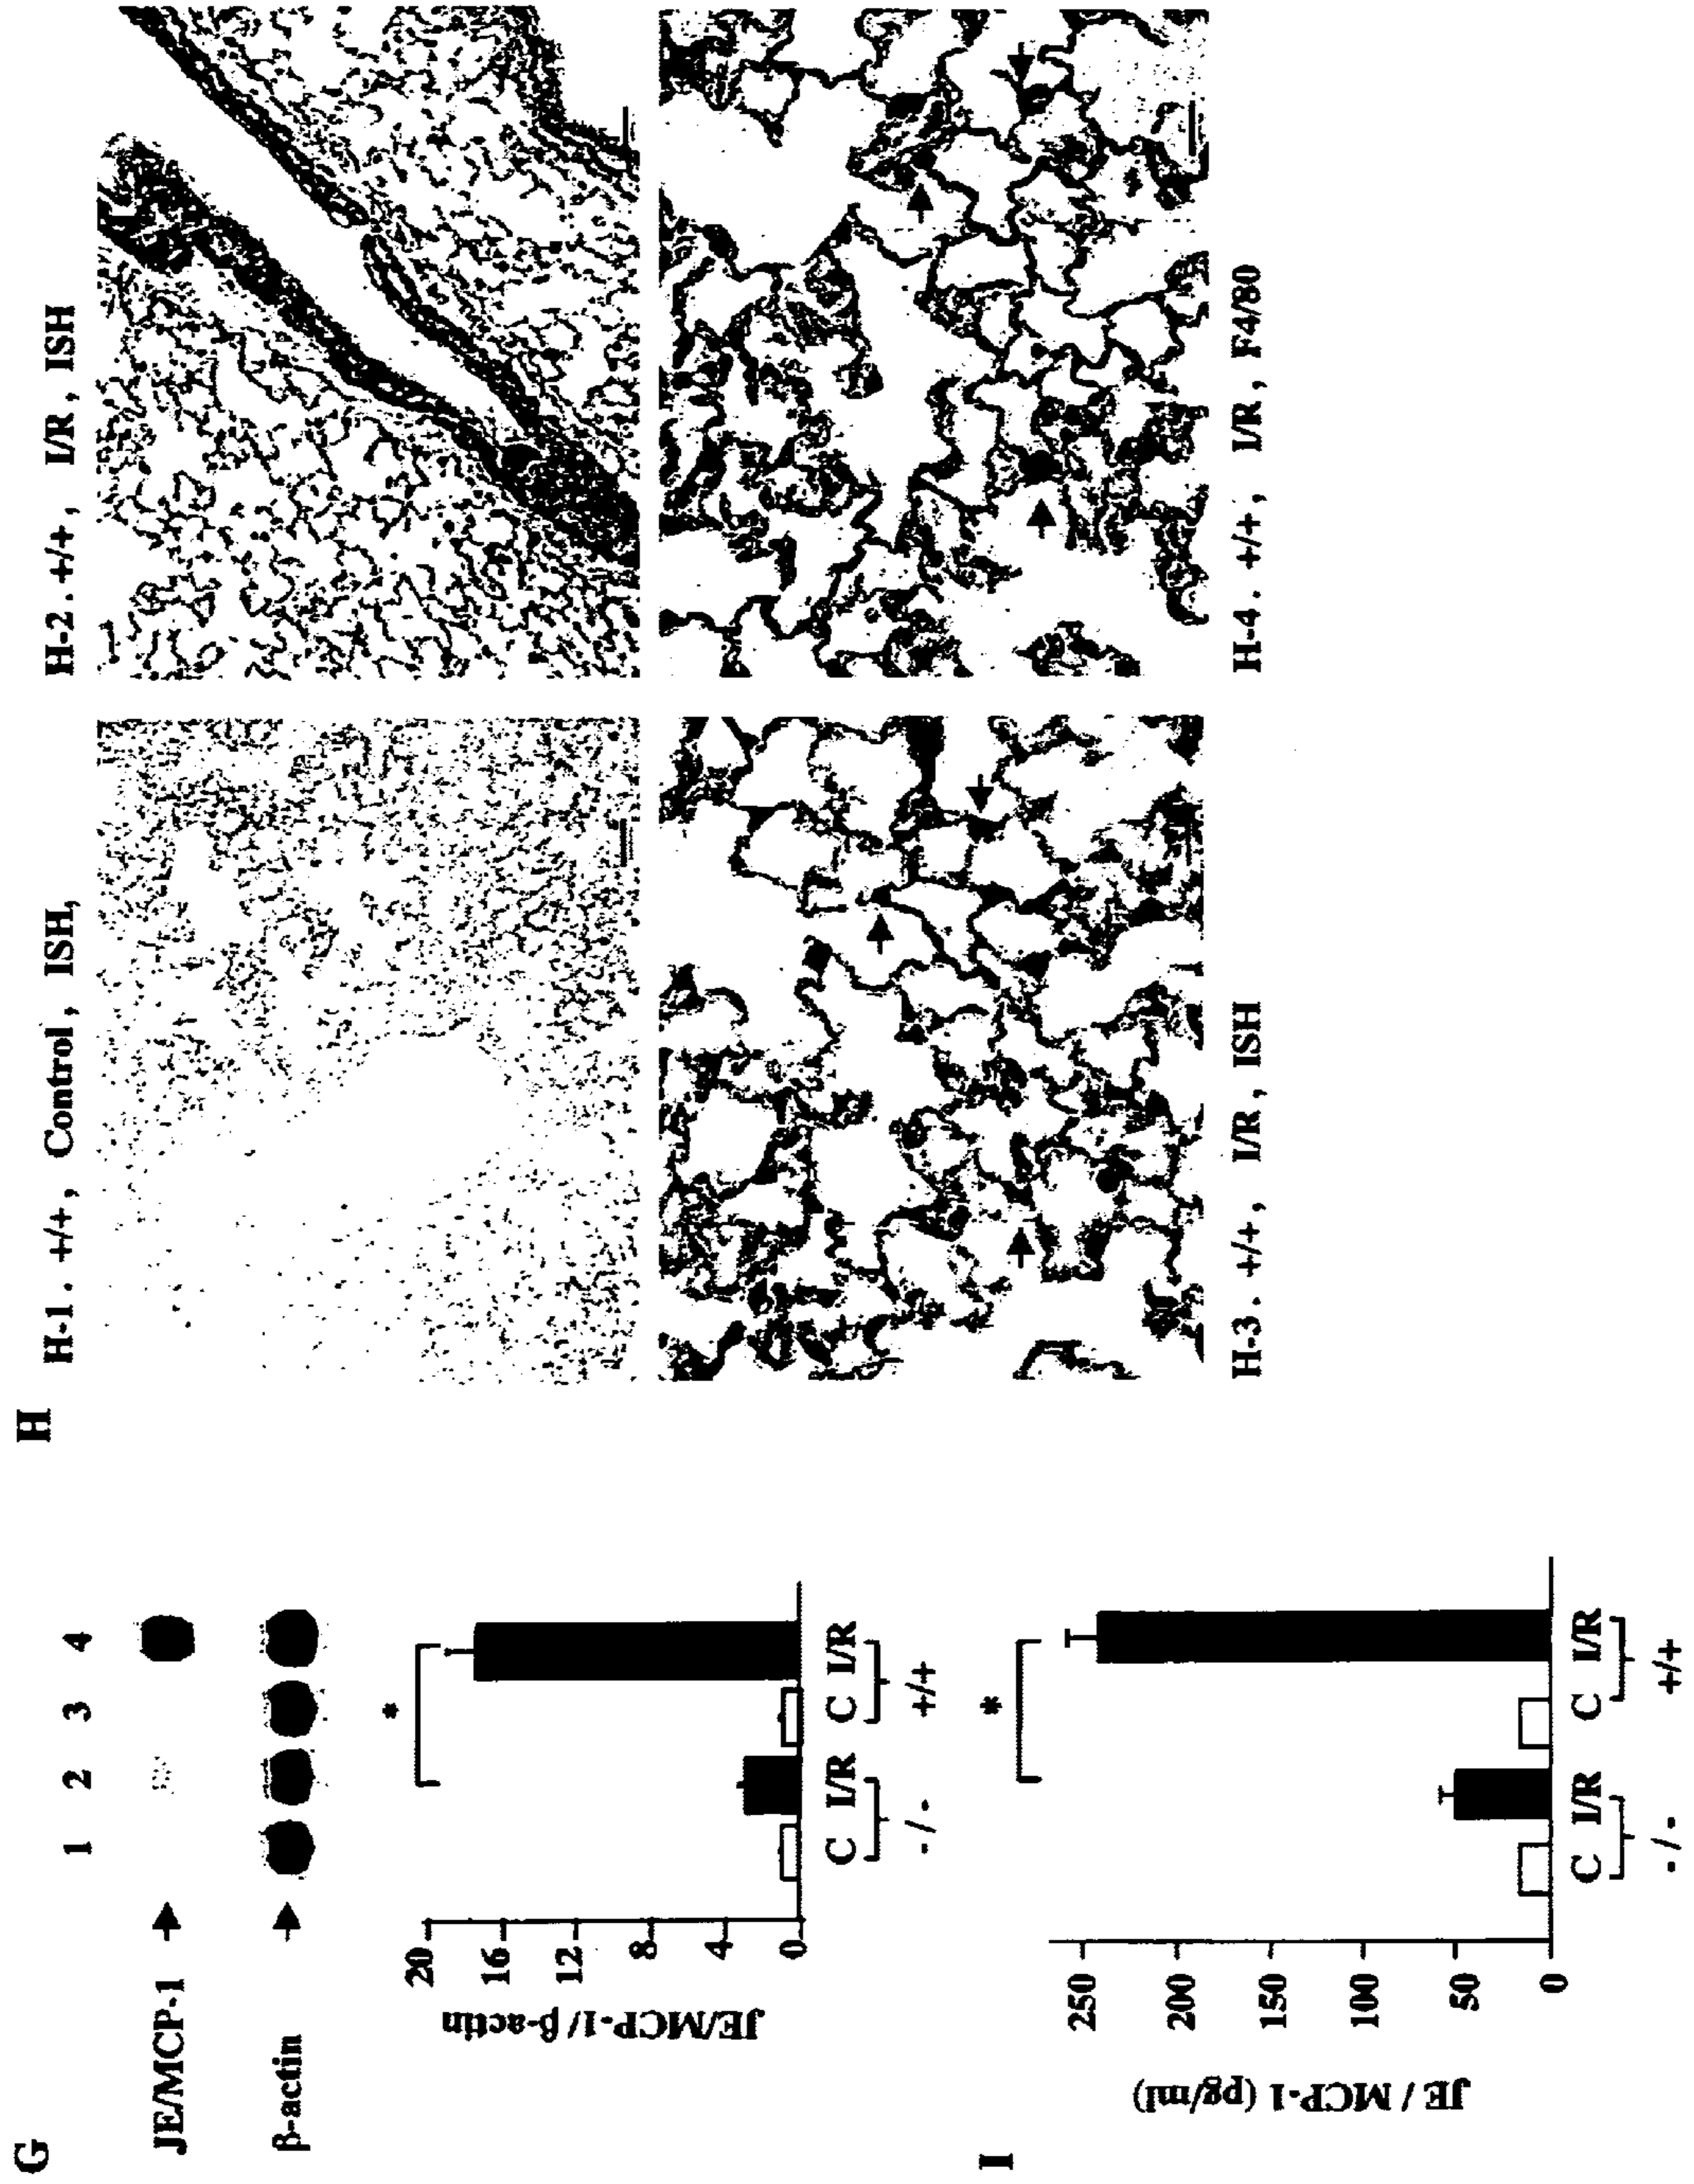 G
1 2 3 4
JE/MCP-1
β-actin
JE/MCP-1/ β-actin
20
16
12
8
4
0
C I/R C I/R
-/- +/+
*
H
H-1. +/+, Control, ISH,
H-2. +/+, I/R, ISH
H-3. +/+, I/R, ISH
H-4. +/+, I/R, F4/80
I
JE / MCP-1 (pg/ml)
250
200
150
100
50
0
C I/R C I/R
-/- +/+
*